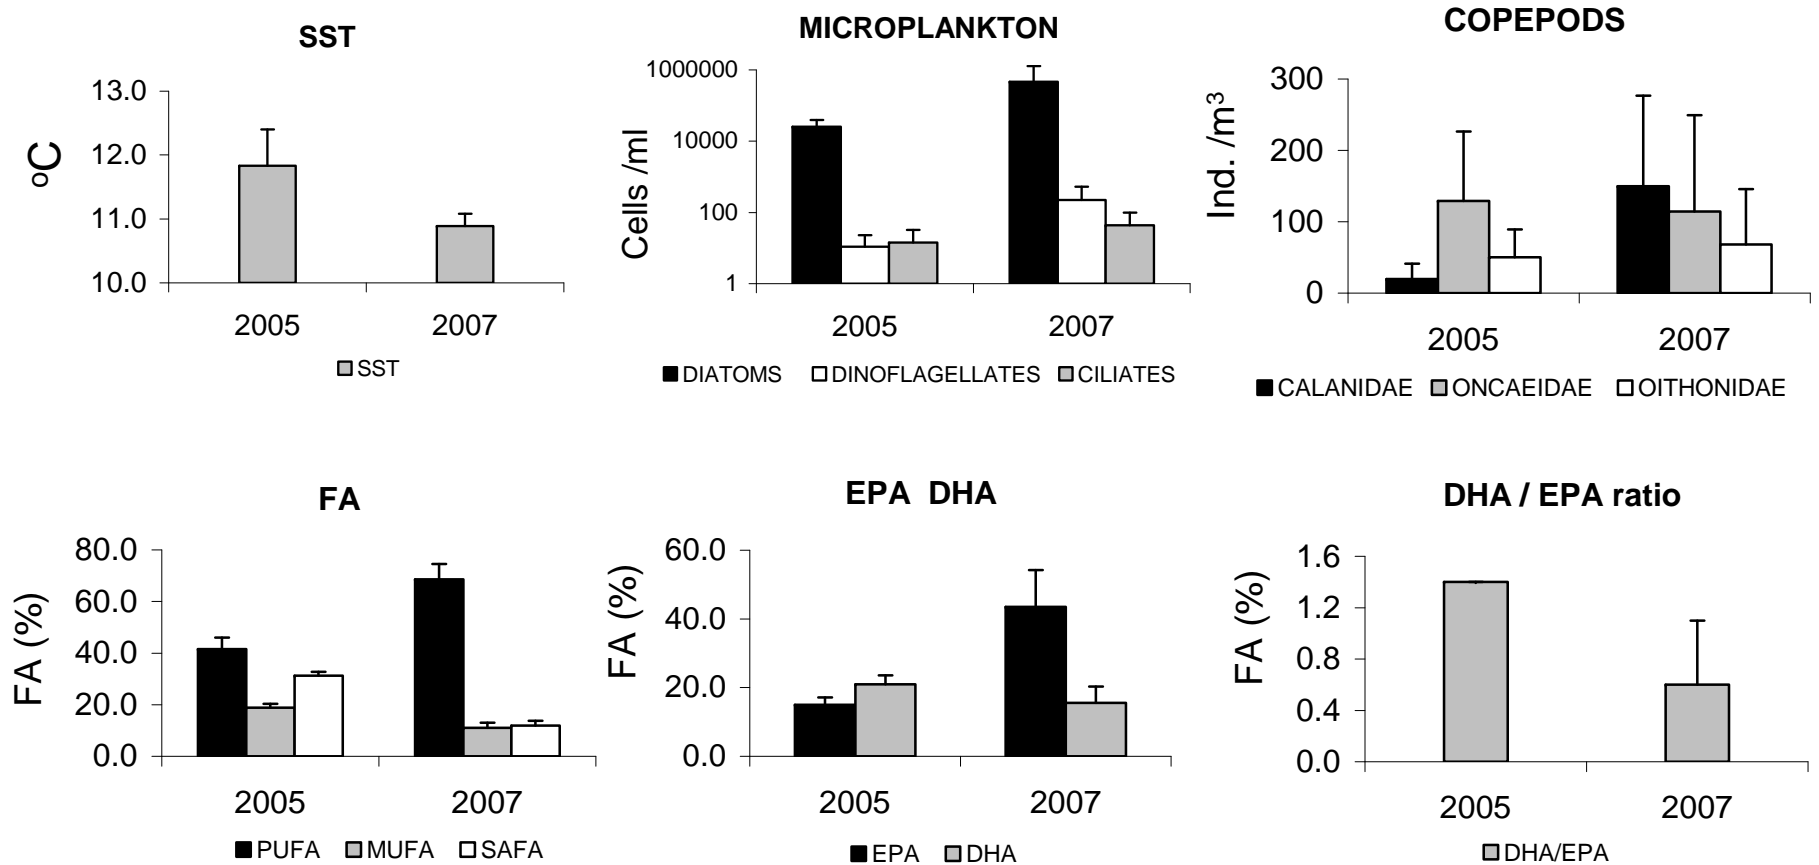 SST
13.0
12.0
11.0
10.0
oC
2005 2007
SST
MICROPLANKTON
1000000
10000
100
1
Cells /ml
2005 2007
DIATOMS DINOFLAGELLATES CILIATES
COPEPODS
300
200
100
0
Ind. /m3
2005 2007
CALANIDAE ONCAEIDAE OITHONIDAE
FA
80.0
60.0
40.0
20.0
0.0
FA (%)
2005 2007
PUFA MUFA SAFA
EPA DHA
60.0
40.0
20.0
0.0
FA (%)
2005 2007
EPA DHA
DHA / EPA ratio
1.6
1.2
0.8
0.4
0.0
FA (%)
2005 2007
DHA/EPA